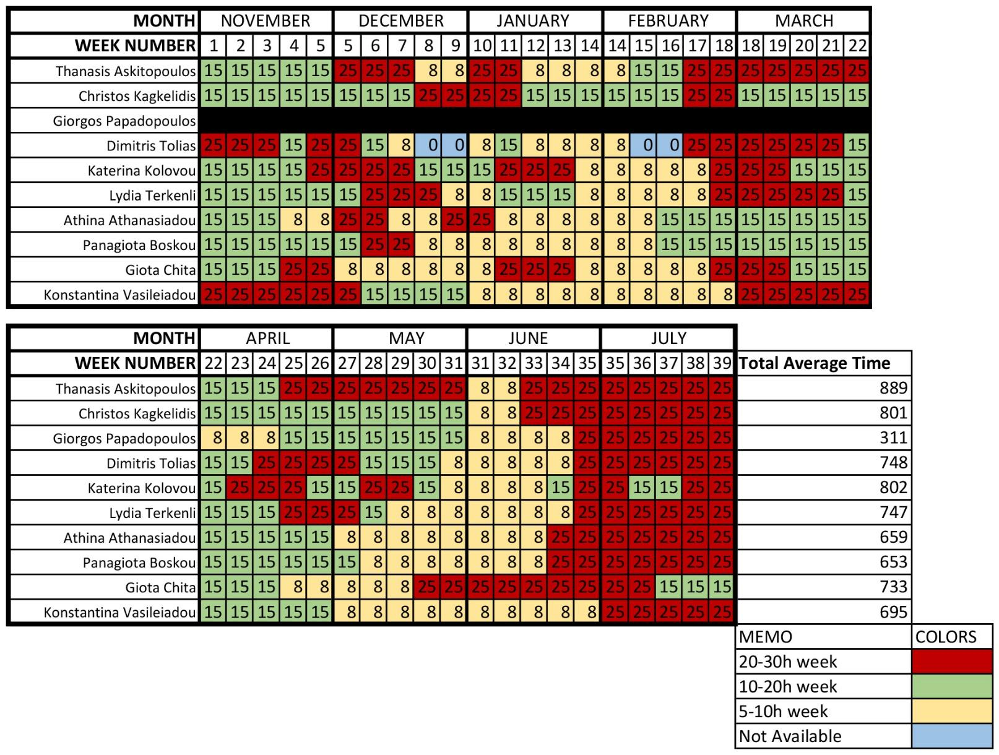 MONTH NOVEMBER DECEMBER JANUARY FEBRUARY MARCH
WEEK NUMBER 1 2 3 4 5 5 6 7 8 9 10 11 12 13 14 14 15 16 17 18 18 19 20 21 22
Thanasis Askitopoulos 15 15 15 15 15 25 25 25 8 8 25 25 8 8 8 8 15 15 25 25 25 25 25 25 25
Christos Kagkelidis 15 15 15 15 15 15 15 15 25 25 25 25 15 15 15 15 15 15 25 25 15 15 15 15 15
Giorgos Papadopoulos
Dimitris Tolias 25 25 25 15 25 25 15 8 0 0 8 15 8 8 8 8 0 0 25 25 25 25 25 25 15
Katerina Kolovou 15 15 15 15 25 25 25 25 15 15 15 25 25 25 8 8 8 8 8 25 25 25 15 15 15
Lydia Terkenli 15 15 15 15 15 15 25 25 25 8 8 15 15 15 8 8 8 8 8 25 25 25 25 25 15
Athina Athanasiadou 15 15 15 8 8 25 25 8 8 25 25 8 8 8 8 8 8 15 15 15 15 15 15 15 15
Panagiota Boskou 15 15 15 15 15 15 25 25 8 8 8 8 8 8 8 8 8 15 15 15 15 15 15 15 15
Giota Chita 15 15 15 25 25 8 8 8 8 8 8 25 25 25 8 8 8 8 8 25 25 25 15 15 15
Konstantina Vasileiadou 25 25 25 25 25 25 15 15 15 15 8 8 8 8 8 8 8 8 8 8 25 25 25 25 25
MONTH APRIL MAY JUNE JULY
WEEK NUMBER 22 23 24 25 26 27 28 29 30 31 31 32 33 34 35 35 36 37 38 39 Total Average Time
Thanasis Askitopoulos 15 15 15 25 25 25 25 25 25 25 8 8 25 25 25 25 25 25 25 25 889
Christos Kagkelidis 15 15 15 15 15 15 15 15 15 15 8 8 25 25 25 25 25 25 25 25 801
Giorgos Papadopoulos 8 8 8 15 15 15 15 15 15 15 8 8 8 8 25 25 25 25 25 25 311
Dimitris Tolias 15 15 25 25 25 25 15 15 15 8 8 8 8 8 25 25 25 25 25 25 748
Katerina Kolovou 15 25 25 25 15 15 25 25 15 8 8 8 8 15 25 25 15 15 25 25 802
Lydia Terkenli 15 15 15 25 25 25 15 8 8 8 8 8 8 8 25 25 25 25 25 25 747
Athina Athanasiadou 15 15 15 15 15 8 8 8 8 8 8 8 8 25 25 25 25 25 25 25 659
Panagiota Boskou 15 15 15 15 15 15 8 8 8 8 8 8 8 25 25 25 25 25 25 25 653
Giota Chita 15 15 15 8 8 8 8 8 25 25 25 25 25 25 25 25 25 15 15 15 733
Konstantina Vasileiadou 15 15 15 15 15 8 8 8 8 8 8 8 8 8 8 25 25 25 25 25 695
MEMO COLORS
20-30h week
10-20h week
5-10h week
Not Available